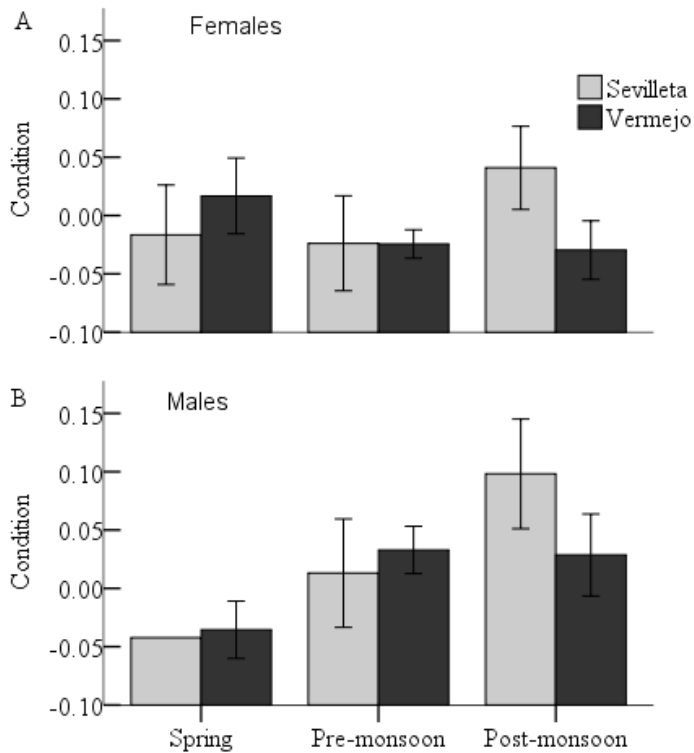 A
Females
0.15
0.10
0.05
0.00
-0.05
-0.10
Condition
Sevilleta
Vermejo
B
Males
0.15
0.10
0.05
0.00
-0.05
-0.10
Condition
Spring
Pre-monsoon
Post-monsoon